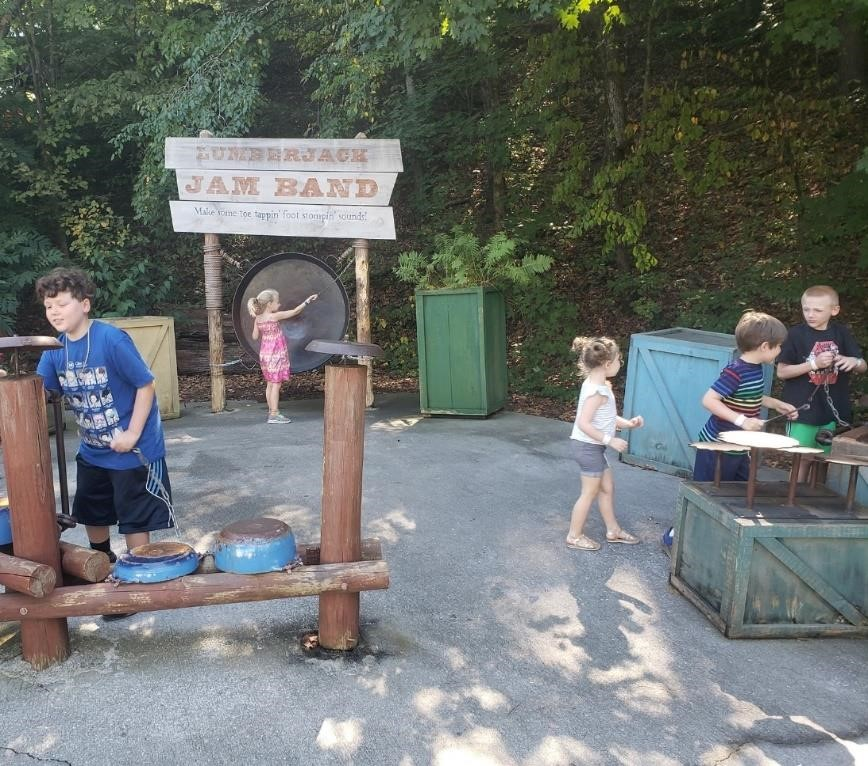 LUMBERJACK
JAM BAND
Make some toe tappin' foot stompin' sounds!